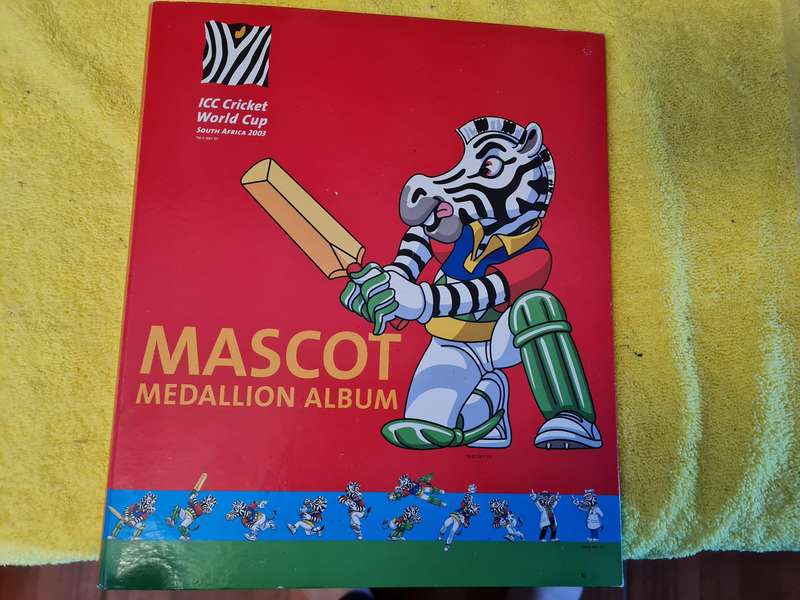 ICC Cricket
World Cup
SOUTH AFRICA 2003
MASCOT
MEDALLION ALBUM